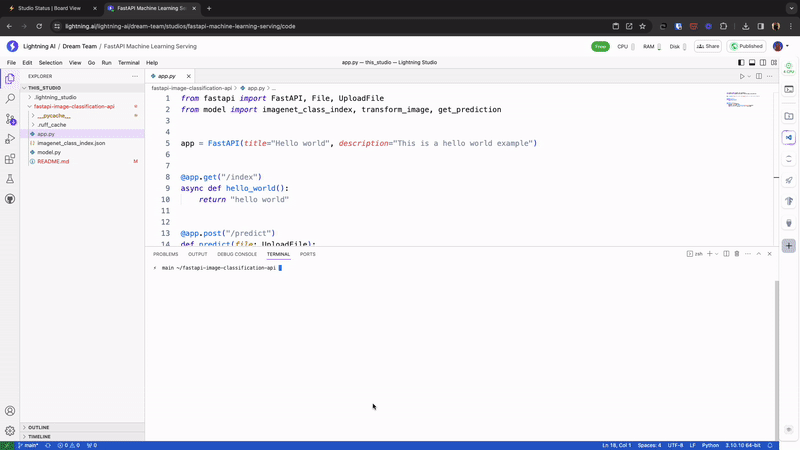 Studio Status | Board View
FastAPI Machine Learning Serving
lightning.ai/lightning-ai/dream-team/studios/fastapi-machine-learning-serving/code
Lightning AI / Dream Team / FastAPI Machine Learning Serving
Free
CPU
RAM
Disk
Share
Published
File Edit Selection View Go Run Terminal Help
app.py — this_studio — Lightning Studio
EXPLORER
THIS_STUDIO
.lightning_studio
fastapi-image-classification-api
__pycache__
.ruff_cache
app.py
imagenet_class_index.json
model.py
README.md M
OUTLINE
TIMELINE
app.py
fastapi-image-classification-api > app.py > ...
1 from fastapi import FastAPI, File, UploadFile
2 from model import imagenet_class_index, transform_image, get_prediction
3
4
5 app = FastAPI(title="Hello world", description="This is a hello world example")
6
7
8 @app.get("/index")
9 async def hello_world():
10 return "hello world"
11
12
13 @app.post("/predict")
14 def predict(file: UploadFile):
PROBLEMS OUTPUT DEBUG CONSOLE TERMINAL PORTS
zsh
⚡ main ~/fastapi-image-classification-api
main* 0 0 0
Ln 18, Col 1 Spaces: 4 UTF-8 LF Python 3.10.10 64-bit